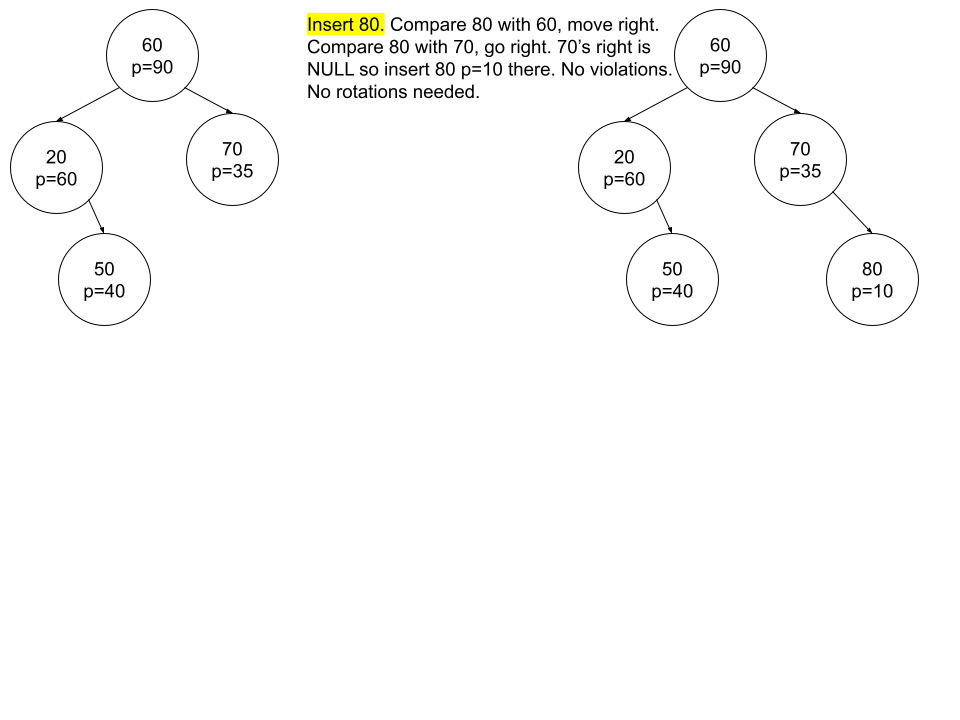 60
p=90
20
p=60
70
p=35
50
p=40
Insert 80. Compare 80 with 60, move right.
Compare 80 with 70, go right. 70’s right is
NULL so insert 80 p=10 there. No violations.
No rotations needed.
60
p=90
20
p=60
70
p=35
50
p=40
80
p=10